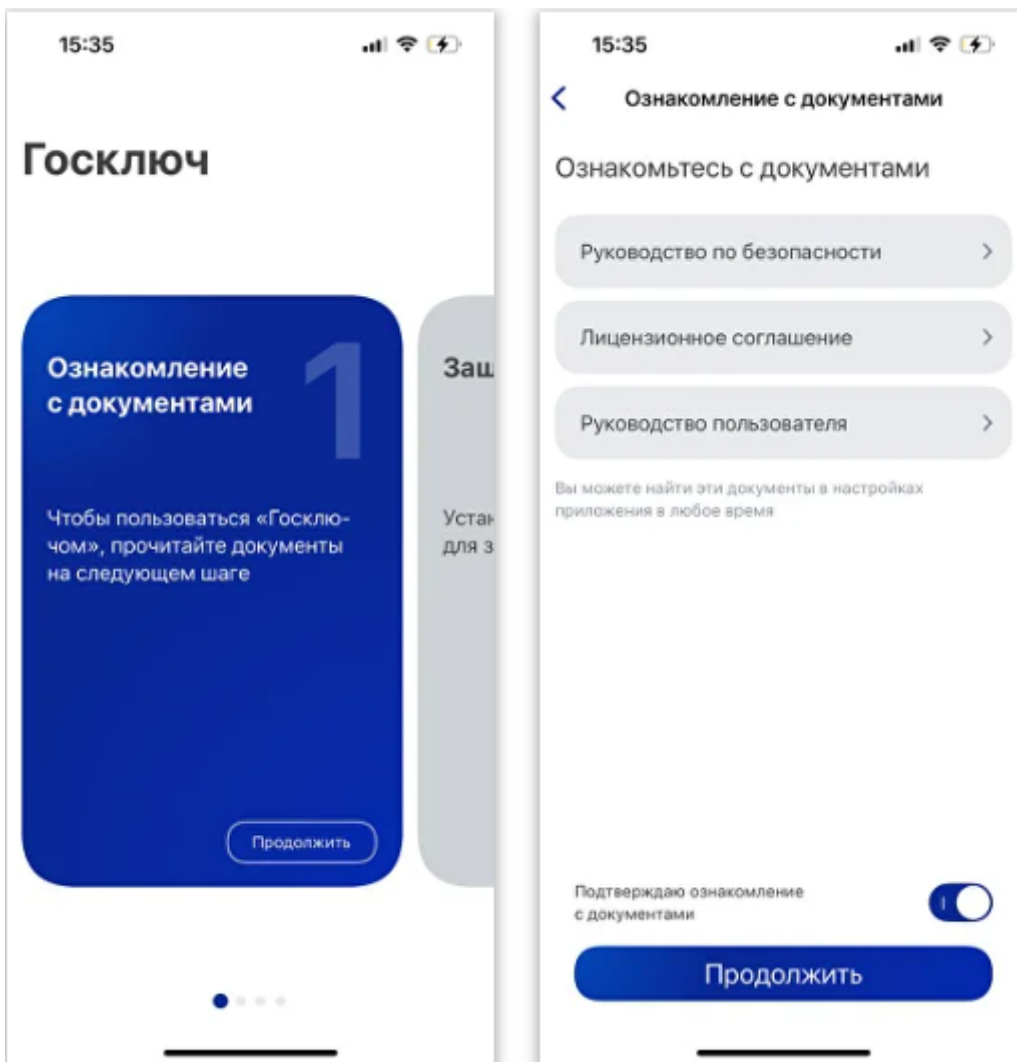 15:35
Госключ
Ознакомление
с документами
1
Чтобы пользоваться «Госклю-
чом», прочитайте документы
на следующем шаге
Продолжить
Защ
Устан
для з
15:35
Ознакомление с документами
Ознакомьтесь с документами
Руководство по безопасности
Лицензионное соглашение
Руководство пользователя
Вы можете найти эти документы в настройках
приложения в любое время
Подтверждаю ознакомление
с документами
Продолжить